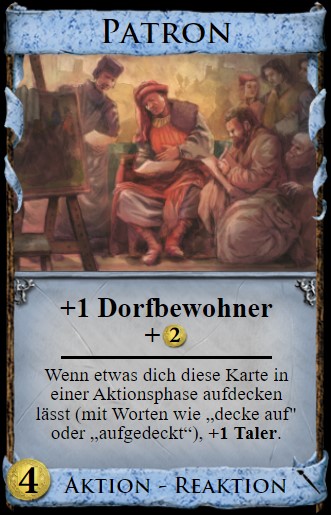 PATRON
+1 Dorfbewohner
+2
Wenn etwas dich diese Karte in
einer Aktionsphase aufdecken
lässt (mit Worten wie „decke auf"
oder „aufgedeckt“), +1 Taler.
4 AKTION - REAKTION